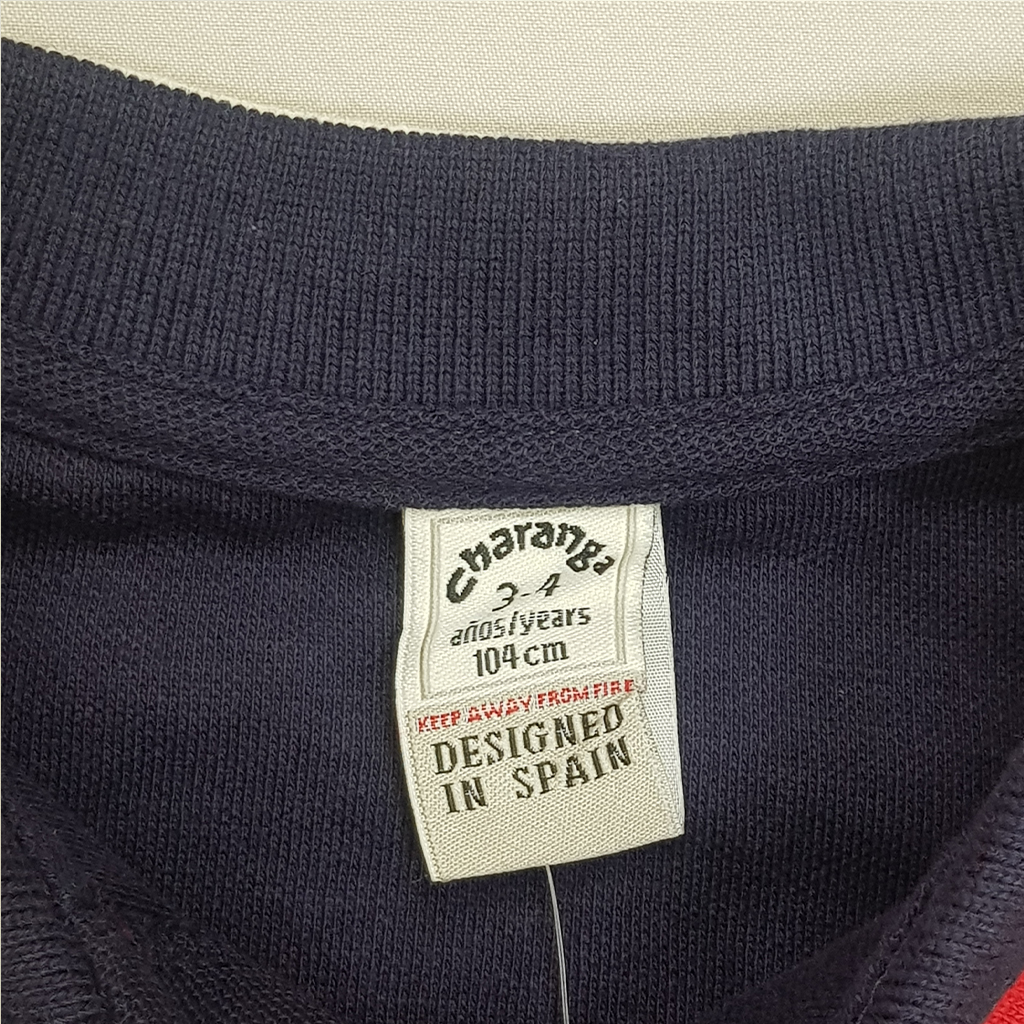 charanga
3-4
años/years
104cm
KEEP AWAY FROM FIRE
DESIGNED
IN SPAIN